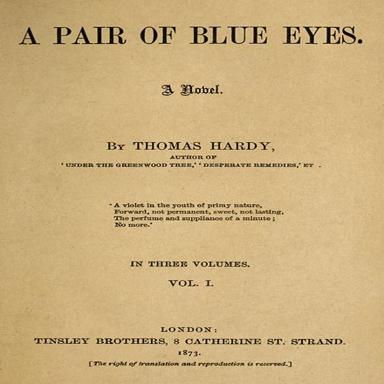 A PAIR OF BLUE EYES.
A Novel.
BY THOMAS HARDY,
AUTHOR OF
'UNDER THE GREENWOOD TREE,' 'DESPERATE REMEDIES,' ET .
'A violet in the youth of primy nature,
Forward, not permanent, sweet, not lasting,
The perfume and suppliance of a minute;
No more.'
IN THREE VOLUMES.
VOL. I.
LONDON:
TINSLEY BROTHERS, 8 CATHERINE ST. STRAND.
1873.
[The right of translation and reproduction is reserved.]